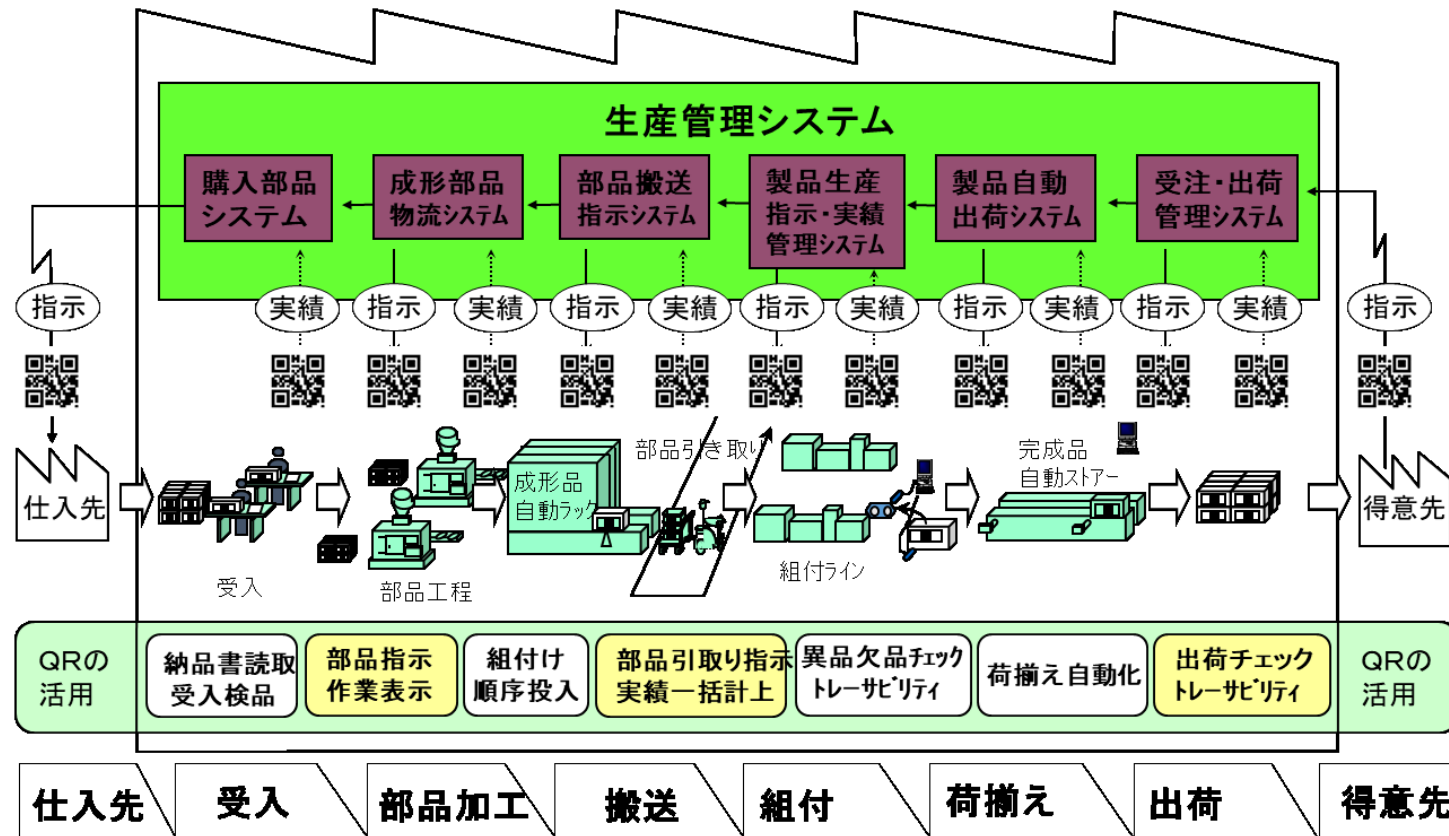 生産管理システム
購入部品
システム
成形部品
物流システム
部品搬送
指示システム
製品生産
指示・実績
管理システム
製品自動
出荷システム
受注・出荷
管理システム
指示
実績
指示
実績
指示
実績
指示
実績
指示
実績
指示
実績
指示
仕入先
受入
部品工程
成形品
自動ラック
部品引き取り
組付ライン
完成品
自動ストアー
得意先
QRの
活用
納品書読取
受入検品
部品指示
作業表示
組付け
順序投入
部品引取り指示
実績一括計上
異品欠品チェック
トレーサビリティ
荷揃え自動化
出荷チェック
トレーサビリティ
QRの
活用
仕入先
受入
部品加工
搬送
組付
荷揃え
出荷
得意先